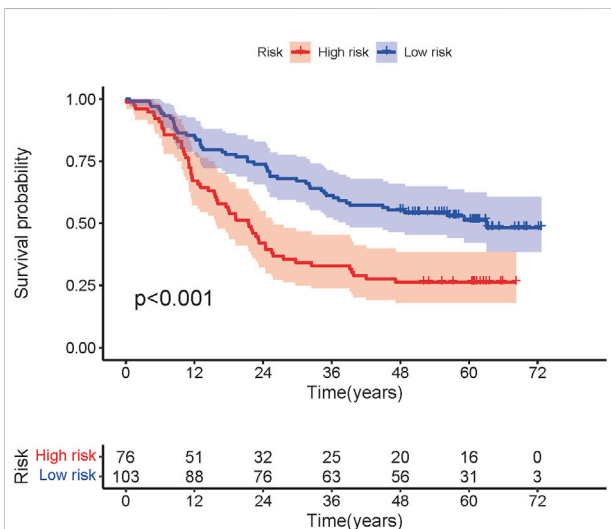 Risk High risk Low risk
1.00
0.75
0.50
0.25
0.00
Survival probability
p<0.001
0 12 24 36 48 60 72
Time(years)
Risk
High risk 76 51 32 25 20 16 0
Low risk 103 88 76 63 56 31 3
0 12 24 36 48 60 72
Time(years)